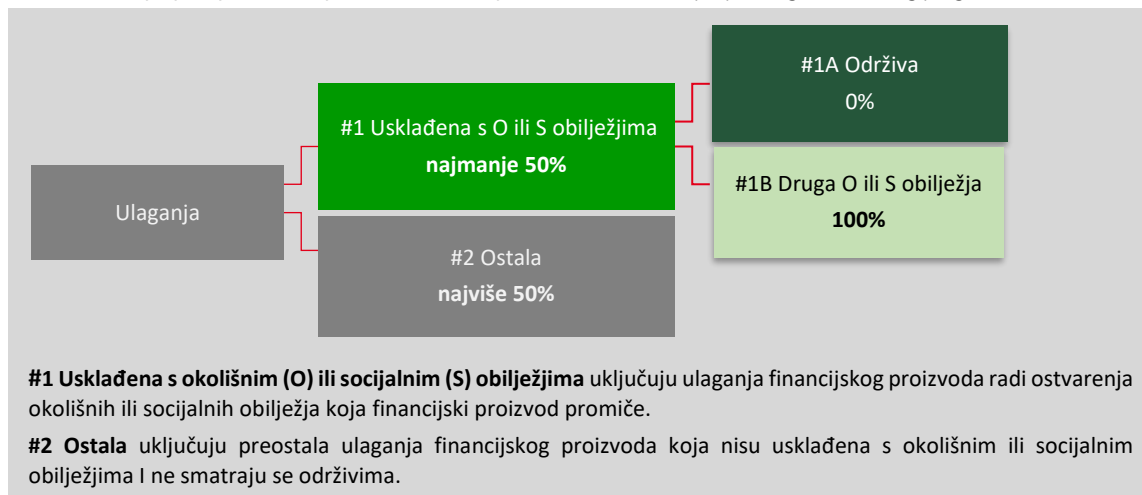 #1A Održiva
0%
#1 Usklađena s O ili S obilježjima
najmanje 50%
#1B Druga O ili S obilježja
100%
Ulaganja
#2 Ostala
najviše 50%
#1 Usklađena s okolišnim (O) ili socijalnim (S) obilježjima uključuju ulaganja financijskog proizvoda radi ostvarenja
okolišnih ili socijalnih obilježja koja financijski proizvod promiče.
#2 Ostala uključuju preostala ulaganja financijskog proizvoda koja nisu usklađena s okolišnim ili socijalnim
obilježjima I ne smatraju se održivima.